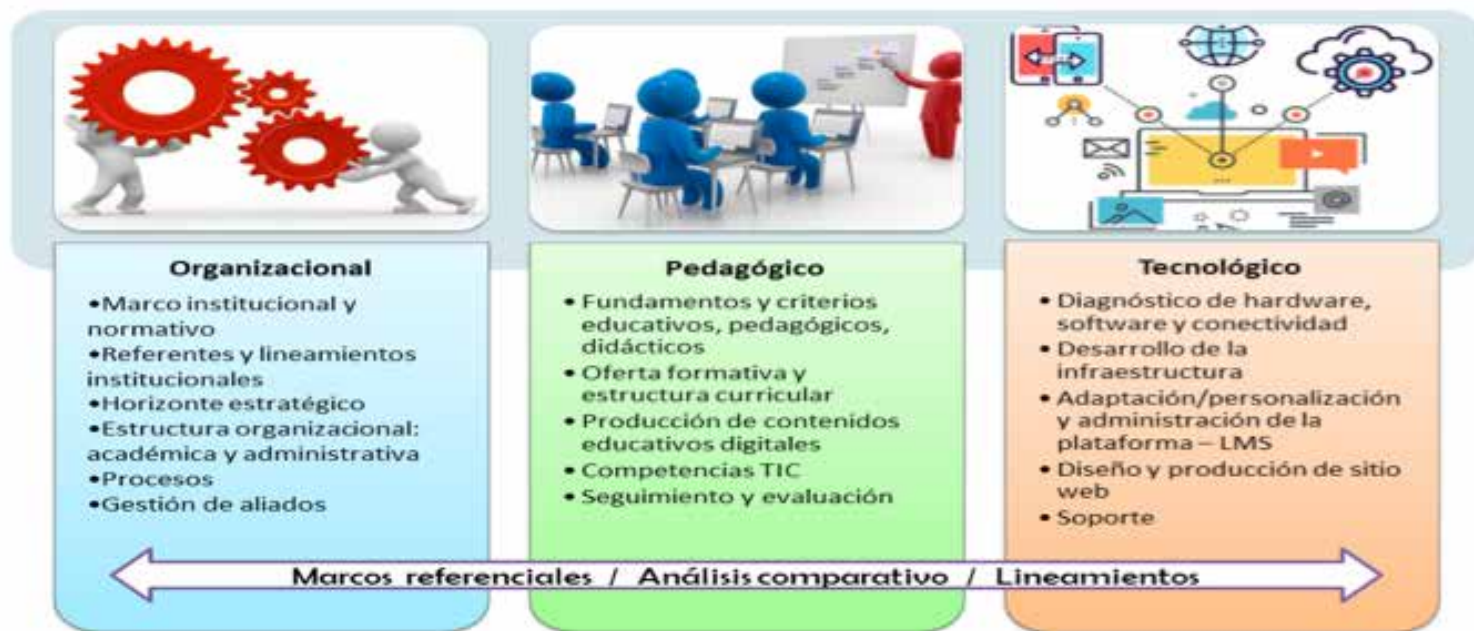 Organizacional
•Marco institucional y
normativo
•Referentes y lineamientos
institucionales
•Horizonte estratégico
•Estructura organizacional:
académica y administrativa
•Procesos
•Gestión de aliados
Pedagógico
• Fundamentos y criterios
educativos, pedagógicos,
didácticos
• Oferta formativa y
estructura curricular
• Producción de contenidos
educativos digitales
• Competencias TIC
• Seguimiento y evaluación
Tecnológico
• Diagnóstico de hardware,
software y conectividad
• Desarrollo de la
infraestructura
• Adaptación/personalización
y administración de la
plataforma – LMS
• Diseño y producción de sitio
web
• Soporte
Marcos referenciales / Análisis comparativo / Lineamientos